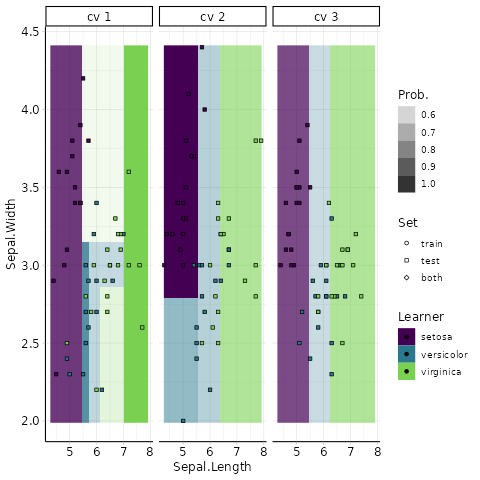 cv 1 cv 2 cv 3
4.5
4.0
3.5
3.0
2.5
2.0
Sepal.Width
5 6 7 8 5 6 7 8 5 6 7 8
Sepal.Length
Prob.
0.6
0.7
0.8
0.9
1.0
Set
train
test
both
Learner
setosa
versicolor
virginica